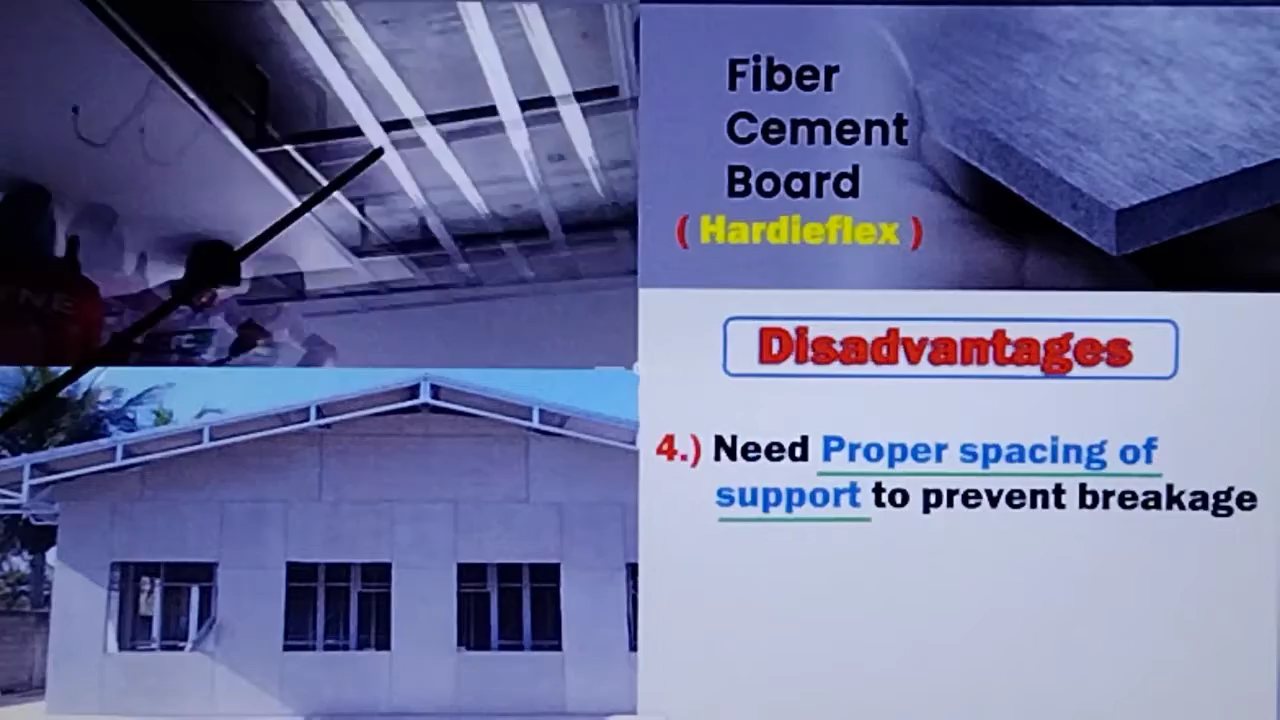 Fiber
Cement
Board
( Hardieflex )
Disadvantages
4.) Need Proper spacing of
support to prevent breakage